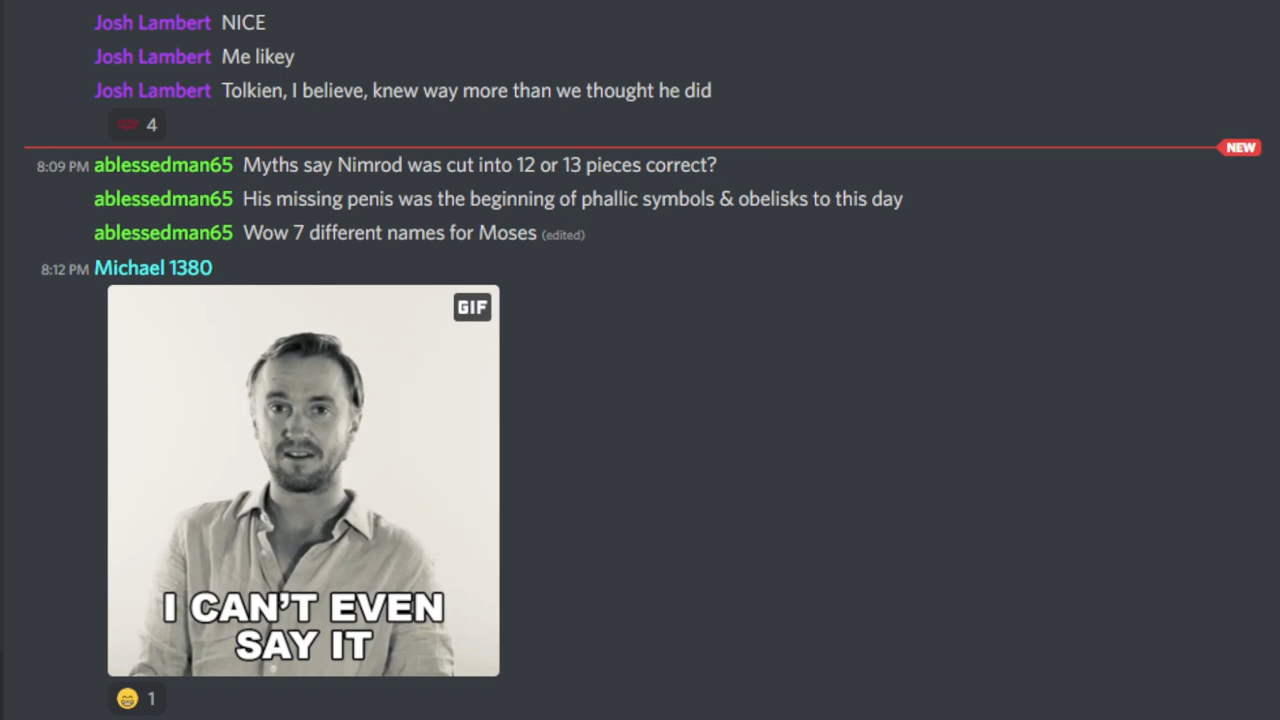 Josh Lambert NICE
Josh Lambert Me likey
Josh Lambert Tolkien, I believe, knew way more than we thought he did
4
NEW
8:09 PM ablessedman65 Myths say Nimrod was cut into 12 or 13 pieces correct?
ablessedman65 His missing penis was the beginning of phallic symbols & obelisks to this day
ablessedman65 Wow 7 different names for Moses (edited)
8:12 PM Michael 1380
GIF
I CAN'T EVEN
SAY IT
1